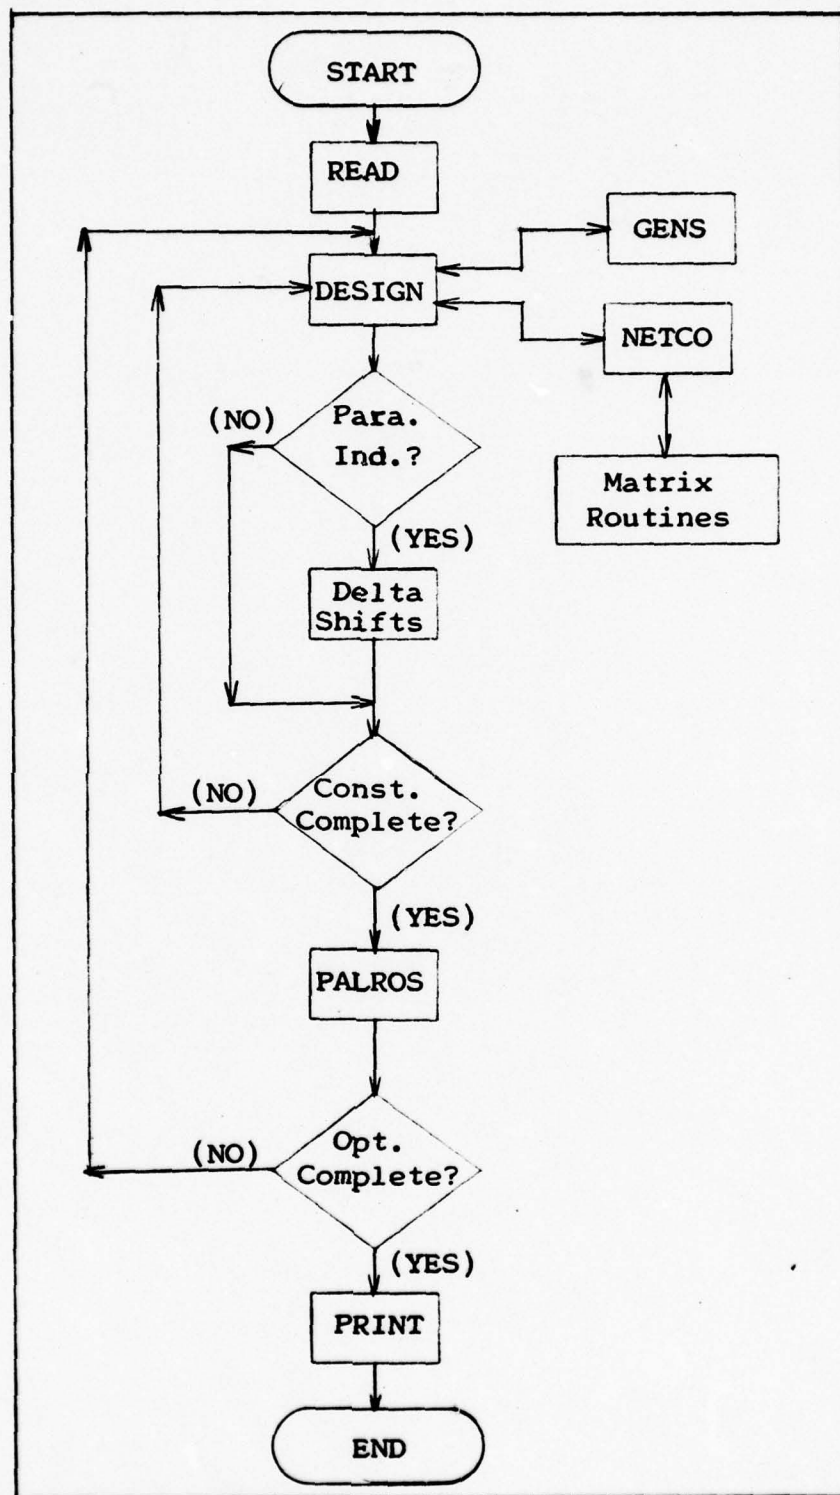 START
READ
GENS
DESIGN
NETCO
(NO)
Para.
Ind.?
Matrix
Routines
(YES)
Delta
Shifts
(NO)
Const.
Complete?
(YES)
PALROS
(NO)
Opt.
Complete?
(YES)
PRINT
END